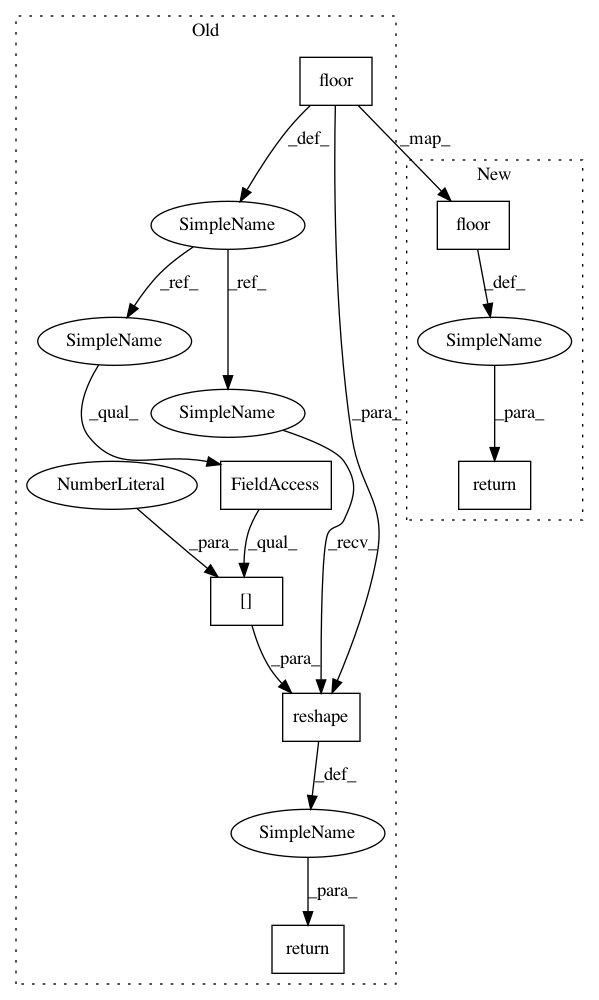 Old
floor
_def_
_map_
New
SimpleName
floor
_ref_
_ref_
_def_
SimpleName
SimpleName
SimpleName
_qual_
_para_
_para_
NumberLiteral
FieldAccess
return
_para_
_qual_
_recv_
[]
_para_
reshape
_def_
SimpleName
_para_
return